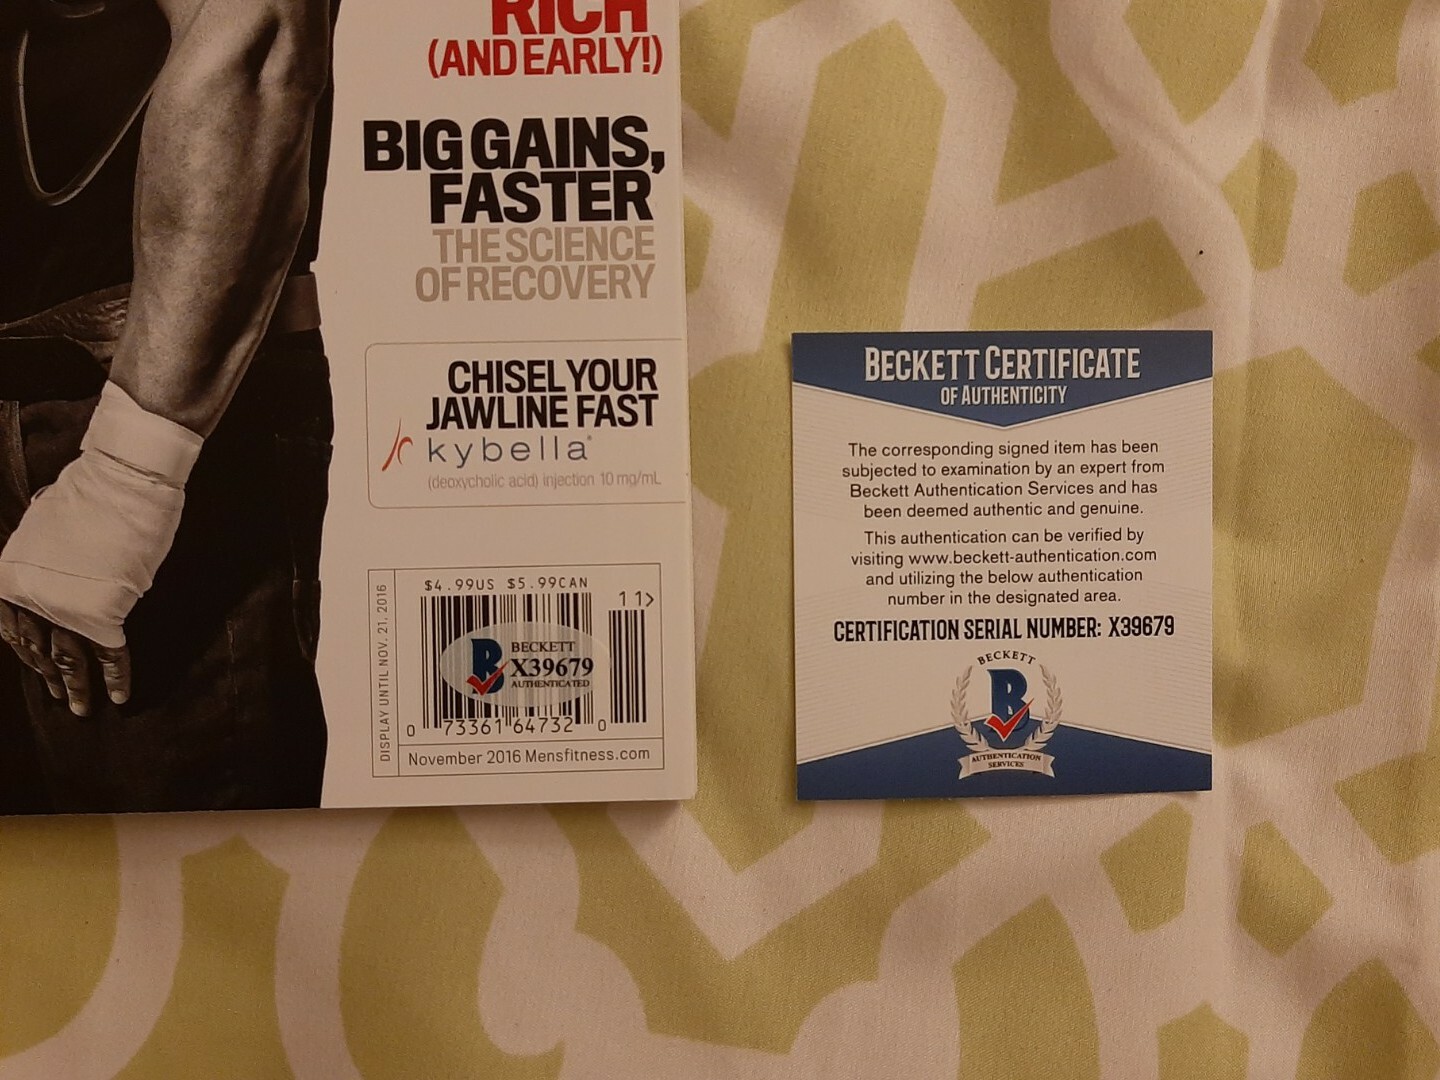 RICH
(AND EARLY!)
BIG GAINS,
FASTER
THE SCIENCE
OF RECOVERY
CHISEL YOUR
JAWLINE FAST
kybella®
(deoxycholic acid) injection 10 mg/mL
DISPLAY UNTIL NOV. 21, 2016
$4.99US $5.99CAN
11>
BECKETT
X39679
AUTHENTICATED
0 73361 64732 0
November 2016 Mensfitness.com
BECKETT CERTIFICATE
OF AUTHENTICITY
The corresponding signed item has been
subjected to examination by an expert from
Beckett Authentication Services and has
been deemed authentic and genuine.
This authentication can be verified by
visiting www.beckett-authentication.com
and utilizing the below authentication
number in the designated area.
CERTIFICATION SERIAL NUMBER: X39679
BECKETT
B
AUTHENTICATION
SERVICES